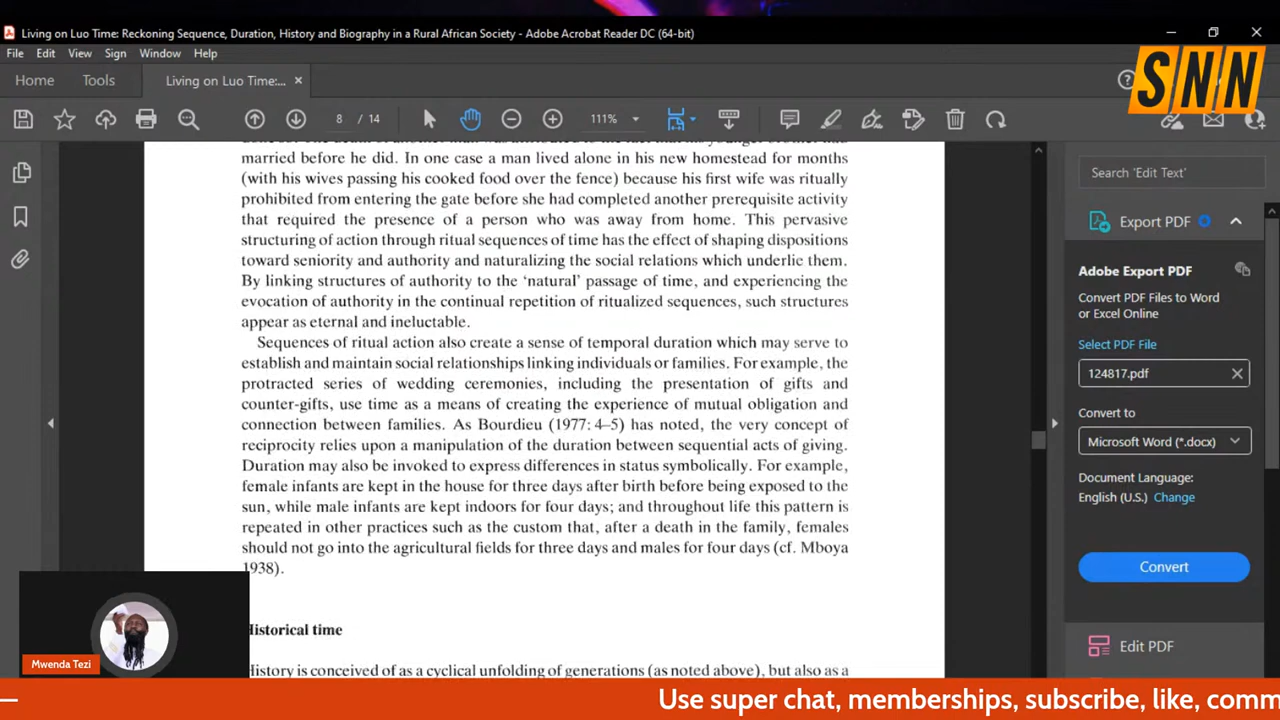 Living on Luo Time: Reckoning Sequence, Duration, History and Biography in a Rural African Society - Adobe Acrobat Reader DC (64-bit)
File Edit View Sign Window Help
Home Tools Living on Luo Time:... ×
SNN
8 / 14 111%
married before he did. In one case a man lived alone in his new homestead for months
(with his wives passing his cooked food over the fence) because his first wife was ritually
prohibited from entering the gate before she had completed another prerequisite activity
that required the presence of a person who was away from home. This pervasive
structuring of action through ritual sequences of time has the effect of shaping dispositions
toward seniority and authority and naturalizing the social relations which underlie them.
By linking structures of authority to the 'natural' passage of time, and experiencing the
evocation of authority in the continual repetition of ritualized sequences, such structures
appear as eternal and ineluctable.
Sequences of ritual action also create a sense of temporal duration which may serve to
establish and maintain social relationships linking individuals or families. For example, the
protracted series of wedding ceremonies, including the presentation of gifts and
counter-gifts, use time as a means of creating the experience of mutual obligation and
connection between families. As Bourdieu (1977: 4–5) has noted, the very concept of
reciprocity relies upon a manipulation of the duration between sequential acts of giving.
Duration may also be invoked to express differences in status symbolically. For example,
female infants are kept in the house for three days after birth before being exposed to the
sun, while male infants are kept indoors for four days; and throughout life this pattern is
repeated in other practices such as the custom that, after a death in the family, females
should not go into the agricultural fields for three days and males for four days (cf. Mboya
1938).
Historical time
History is conceived of as a cyclical unfolding of generations (as noted above), but also as a
Search 'Edit Text'
Export PDF
Adobe Export PDF
Convert PDF Files to Word
or Excel Online
Select PDF File
124817.pdf
Convert to
Microsoft Word (*.docx)
Document Language:
English (U.S.) Change
Convert
Edit PDF
Mwenda Tezi
Use super chat, memberships, subscribe, like, comm